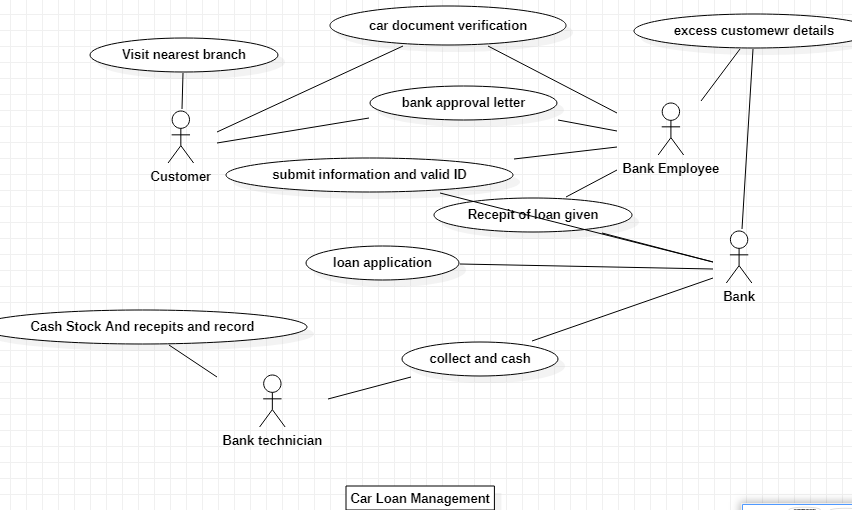 car document verification
excess customewr details
Visit nearest branch
bank approval letter
Bank Employee
Customer
submit information and valid ID
Recepit of loan given
loan application
Bank
Cash Stock And recepits and record
collect and cash
Bank technician
Car Loan Management